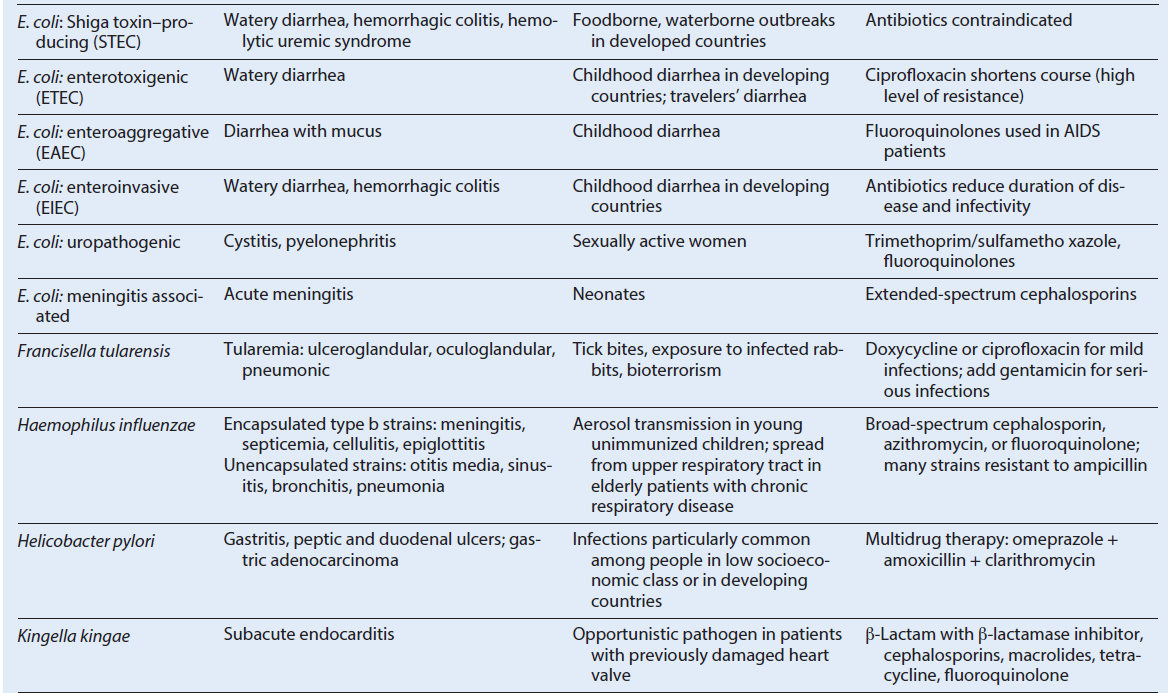 E. coli: Shiga toxin–pro-
ducing (STEC)
Watery diarrhea, hemorrhagic colitis, hemo-
lytic uremic syndrome
Foodborne, waterborne outbreaks
in developed countries
Antibiotics contraindicated
E. coli: enterotoxigenic
(ETEC)
Watery diarrhea
Childhood diarrhea in developing
countries; travelers’ diarrhea
Ciprofloxacin shortens course (high
level of resistance)
E. coli: enteroaggregative
(EAEC)
Diarrhea with mucus
Childhood diarrhea
Fluoroquinolones used in AIDS
patients
E. coli: enteroinvasive
(EIEC)
Watery diarrhea, hemorrhagic colitis
Childhood diarrhea in developing
countries
Antibiotics reduce duration of dis-
ease and infectivity
E. coli: uropathogenic
Cystitis, pyelonephritis
Sexually active women
Trimethoprim/sulfametho xazole,
fluoroquinolones
E. coli: meningitis associ-
ated
Acute meningitis
Neonates
Extended-spectrum cephalosporins
Francisella tularensis
Tularemia: ulceroglandular, oculoglandular,
pneumonic
Tick bites, exposure to infected rab-
bits, bioterrorism
Doxycycline or ciprofloxacin for mild
infections; add gentamicin for seri-
ous infections
Haemophilus influenzae
Encapsulated type b strains: meningitis,
septicemia, cellulitis, epiglottitis
Unencapsulated strains: otitis media, sinus-
itis, bronchitis, pneumonia
Aerosol transmission in young
unimmunized children; spread
from upper respiratory tract in
elderly patients with chronic
respiratory disease
Broad-spectrum cephalosporin,
azithromycin, or fluoroquinolone;
many strains resistant to ampicillin
Helicobacter pylori
Gastritis, peptic and duodenal ulcers; gas-
tric adenocarcinoma
Infections particularly common
among people in low socioeco-
nomic class or in developing
countries
Multidrug therapy: omeprazole +
amoxicillin + clarithromycin
Kingella kingae
Subacute endocarditis
Opportunistic pathogen in patients
with previously damaged heart
valve
β-Lactam with β-lactamase inhibitor,
cephalosporins, macrolides, tetra-
cycline, fluoroquinolone